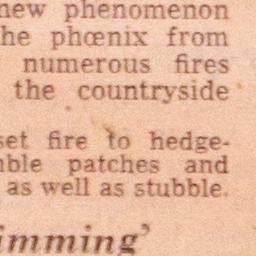 new phenomenon
he phœnix from
numerous fires
the countryside
set fire to hedge-
ble patches and
as well as stubble.
imming’